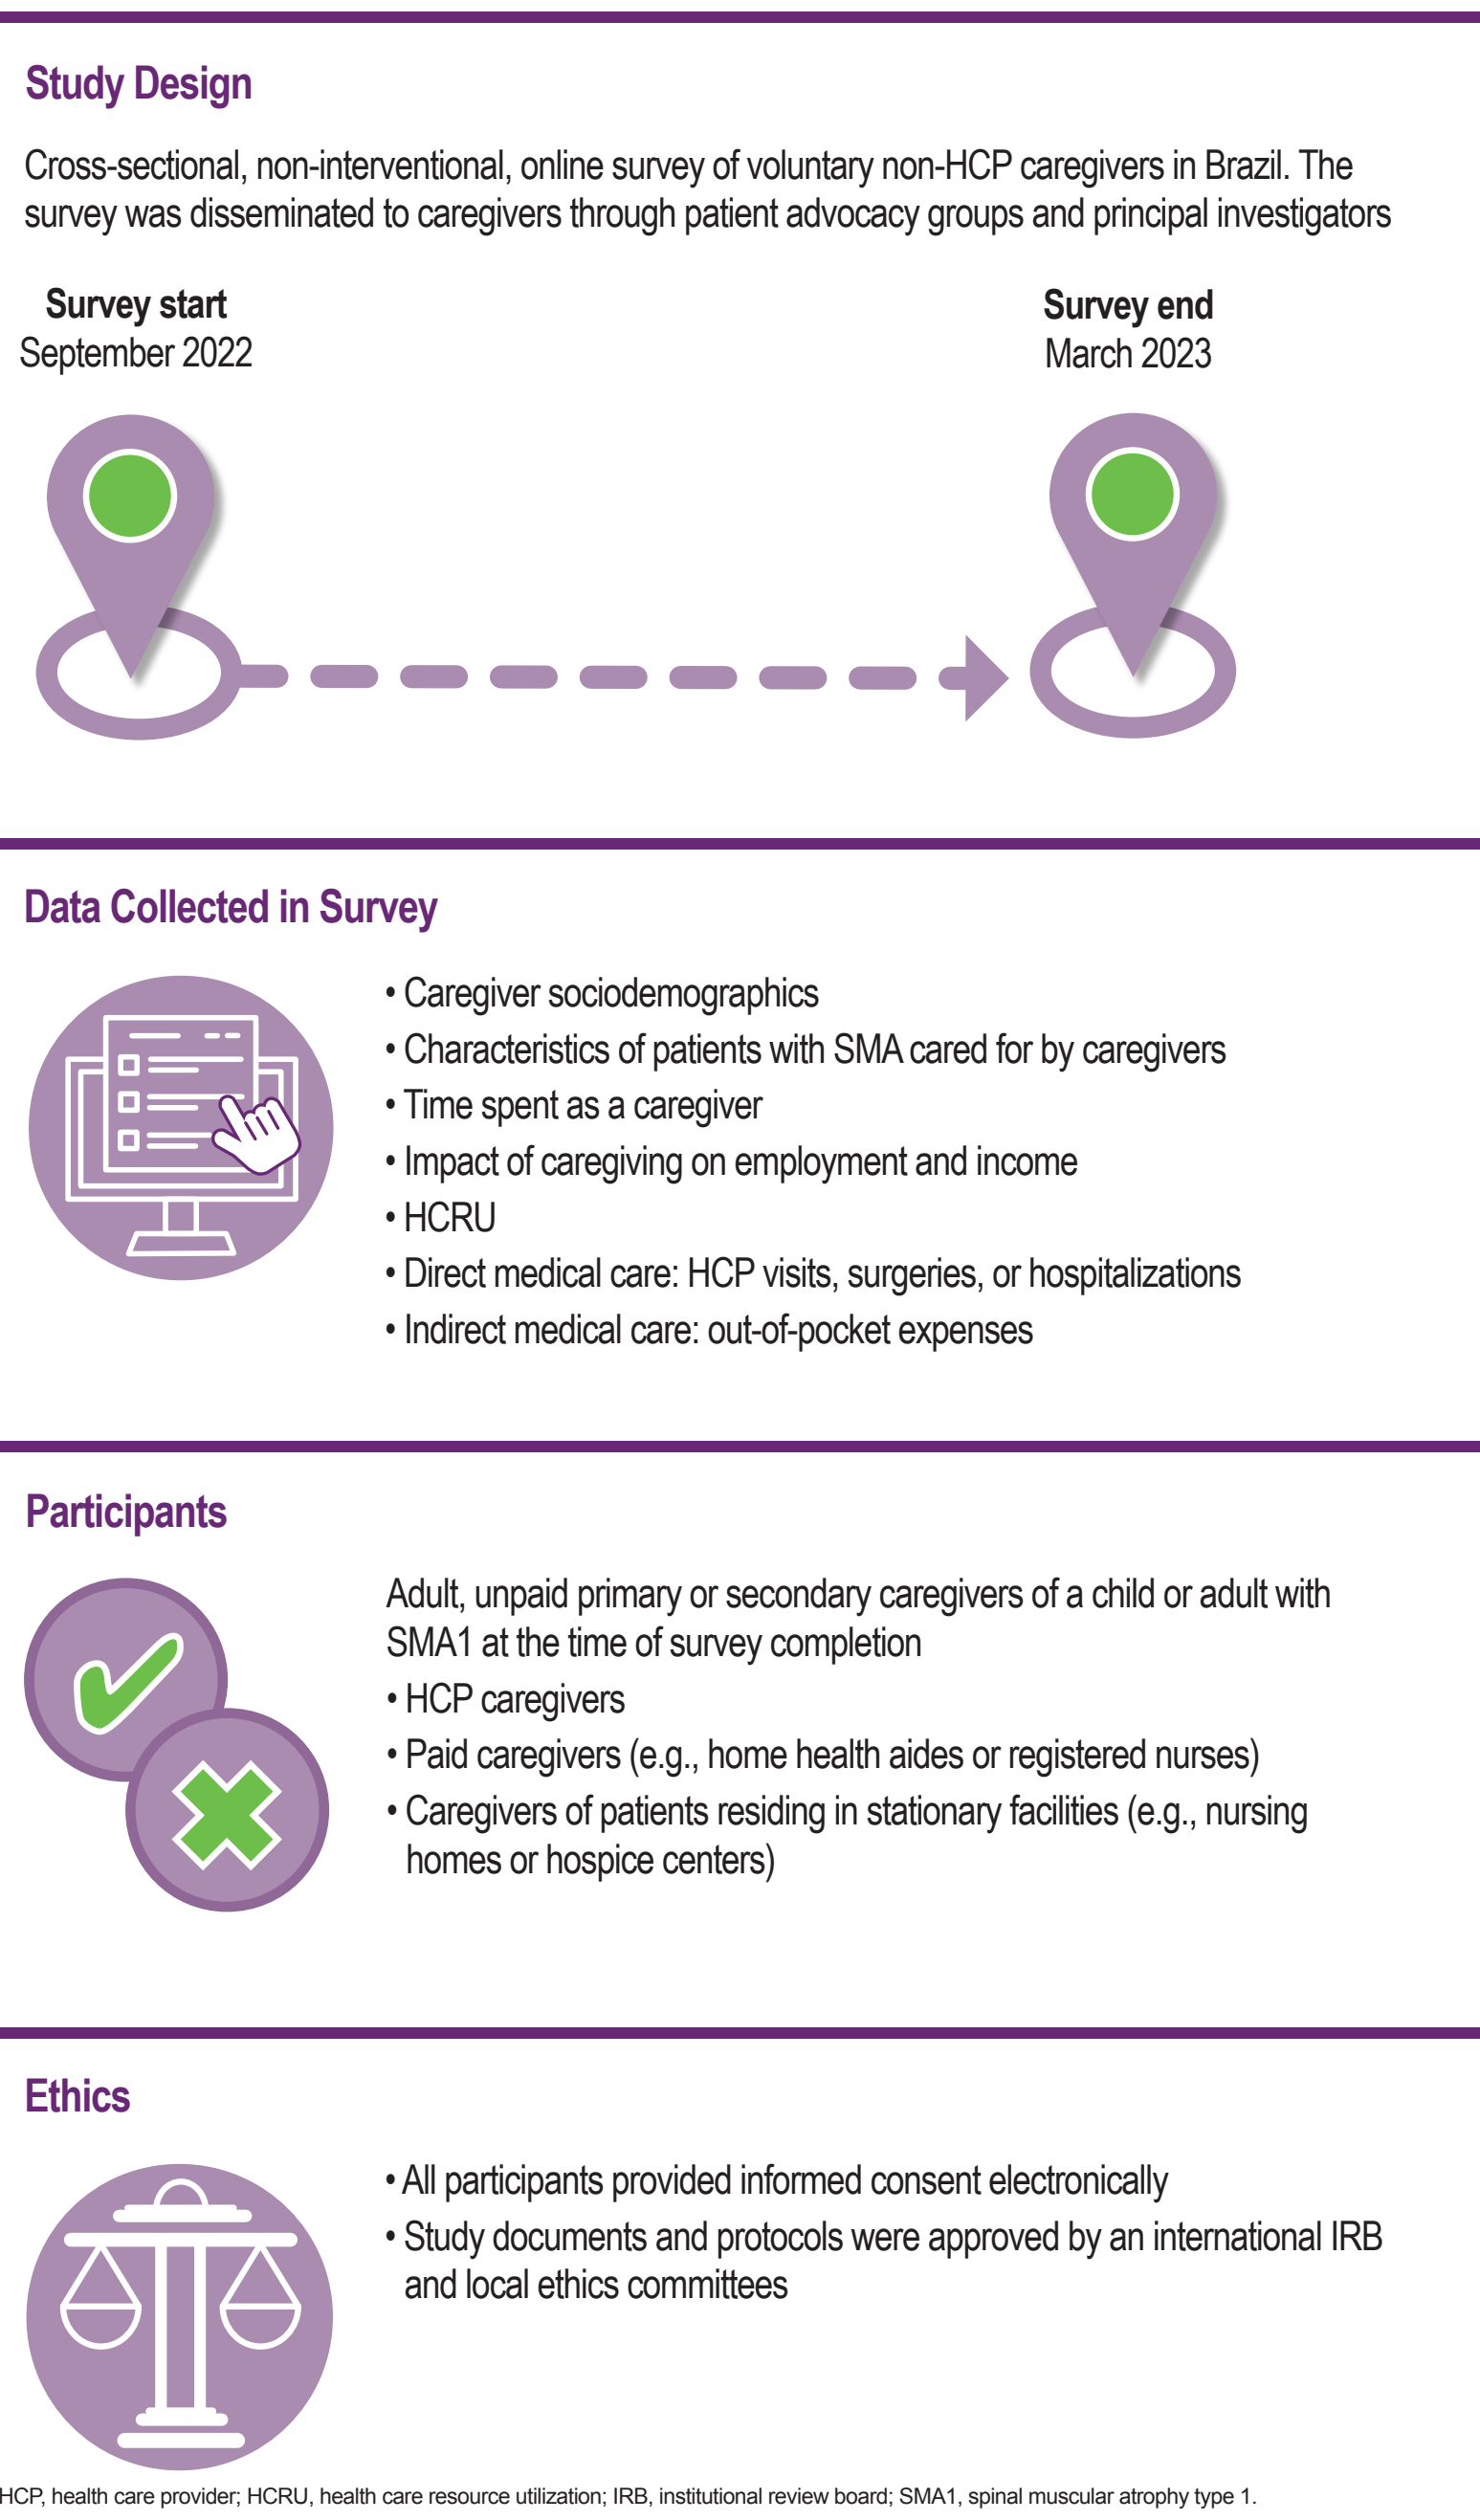 Study Design
Cross-sectional, non-interventional, online survey of voluntary non-HCP caregivers in Brazil. The
survey was disseminated to caregivers through patient advocacy groups and principal investigators
Survey start
September 2022
Survey end
March 2023
Data Collected in Survey
• Caregiver sociodemographics
• Characteristics of patients with SMA cared for by caregivers
• Time spent as a caregiver
• Impact of caregiving on employment and income
• HCRU
• Direct medical care: HCP visits, surgeries, or hospitalizations
• Indirect medical care: out-of-pocket expenses
Participants
Adult, unpaid primary or secondary caregivers of a child or adult with
SMA1 at the time of survey completion
• HCP caregivers
• Paid caregivers (e.g., home health aides or registered nurses)
• Caregivers of patients residing in stationary facilities (e.g., nursing
homes or hospice centers)
Ethics
• All participants provided informed consent electronically
• Study documents and protocols were approved by an international IRB
and local ethics committees
HCP, health care provider; HCRU, health care resource utilization; IRB, institutional review board; SMA1, spinal muscular atrophy type 1.